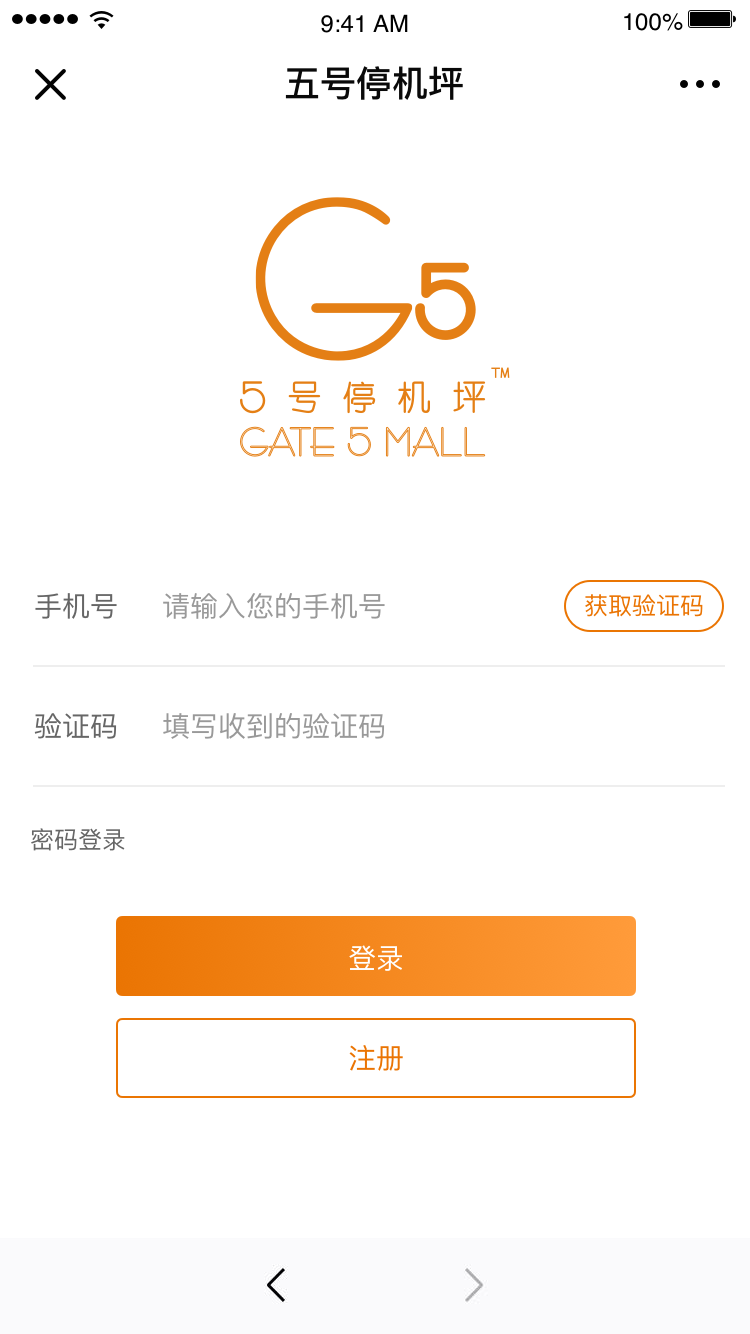 9:41 AM 100%
五号停机坪
G5
5号停机坪™
GATE 5 MALL
手机号 请输入您的手机号 获取验证码
验证码 填写收到的验证码
密码登录
登录
注册